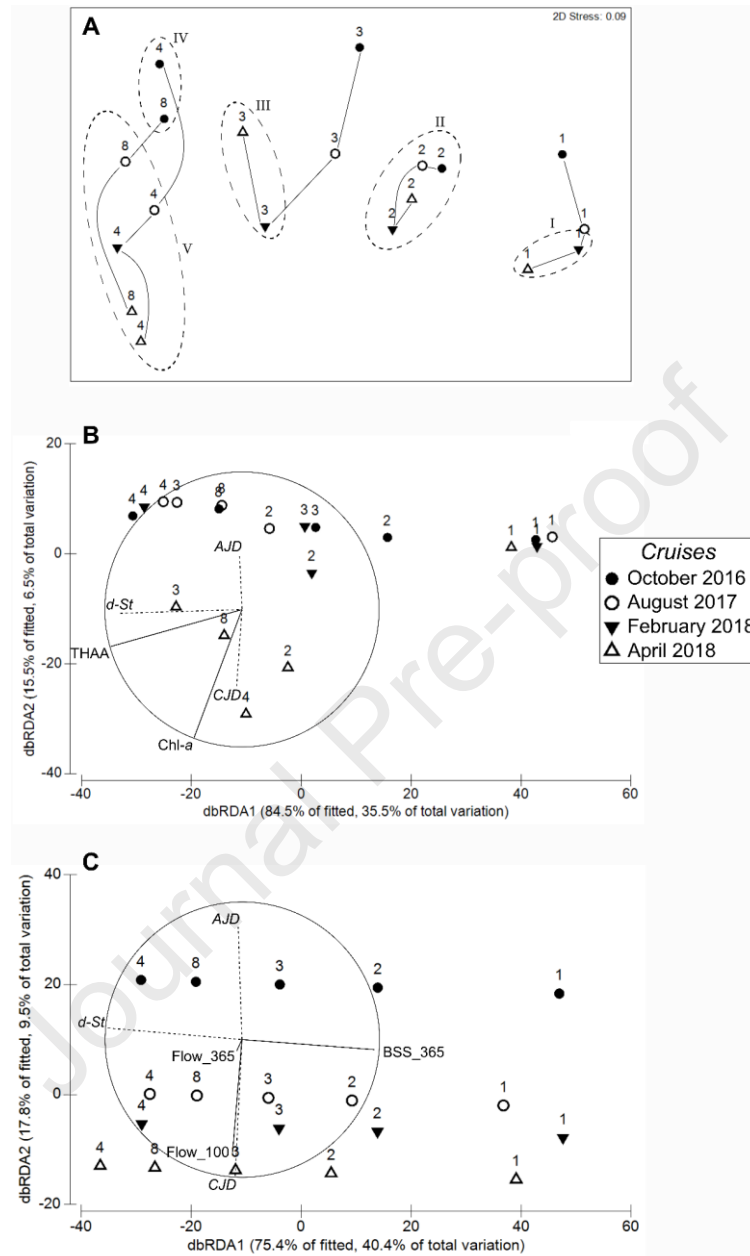 A
2D Stress: 0.09
IV
4
3
8
III
3
II
8
3
2 2
1
4
2
1
4
3
2
I
1
V
1
8
4
B
20
4 4 4 3 8 8 2 3 3 2 1 1 1 1
0
AJD
2
d-St
3
8
THAA
2
-20
CJD
4
Chl-a
-40
-40 -20 0 20 40 60
dbRDA1 (84.5% of fitted, 35.5% of total variation)
dbRDA2 (15.5% of fitted, 6.5% of total variation)
Cruises
October 2016
August 2017
February 2018
April 2018
C
40
AJD
4 8 3 2 1
20
d-St
Flow_365
BSS_365
4 8 3 2 1
0
4 3 2 1
Flow_100
4 8 3 2 1
CJD
-20
-40 -20 0 20 40 60
dbRDA1 (75.4% of fitted, 40.4% of total variation)
dbRDA2 (17.8% of fitted, 9.5% of total variation)
Journal Pre-proof